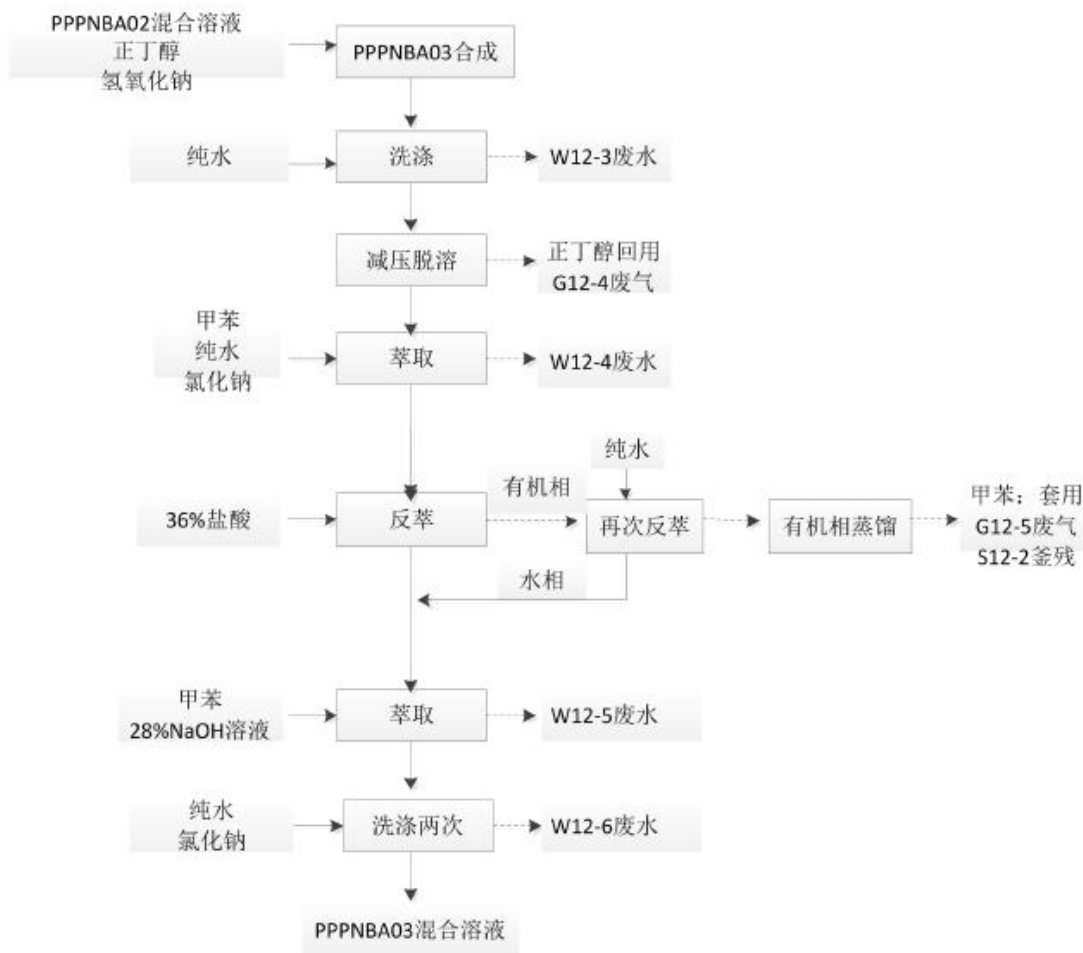 PPPNBA02混合溶液
正丁醇
氢氧化钠
PPPNBA03合成
纯水
洗涤
W12-3废水
减压脱溶
正丁醇回用
G12-4废气
甲苯
纯水
氯化钠
萃取
W12-4废水
36%盐酸
反萃
有机相
纯水
再次反萃
有机相蒸馏
甲苯：套用
G12-5废气
S12-2釜残
水相
甲苯
28%NaOH溶液
萃取
W12-5废水
纯水
氯化钠
洗涤两次
W12-6废水
PPPNBA03混合溶液